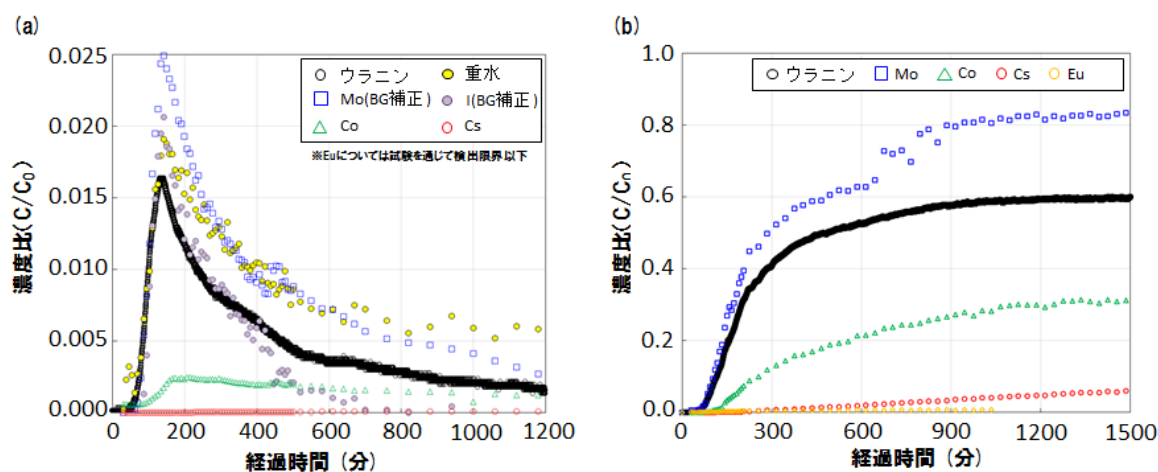 (a)
濃度比(C/C0)
0.025
0.020
0.015
0.010
0.005
0.000
0
200
400
600
800
1000
1200
経過時間（分）
ウラニン
重水
Mo(BG補正)
I(BG補正)
Co
Cs
※Euについては試験を通じて検出限界以下
(b)
濃度比(C/C0)
1.0
0.8
0.6
0.4
0.2
0.0
0
300
600
900
1200
1500
経過時間（分）
ウラニン
Mo
Co
Cs
Eu